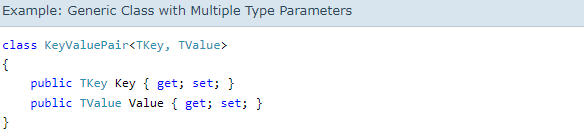 Example: Generic Class with Multiple Type Parameters
class KeyValuePair<TKey, TValue>
{
    public TKey Key { get; set; }
    public TValue Value { get; set; }
}